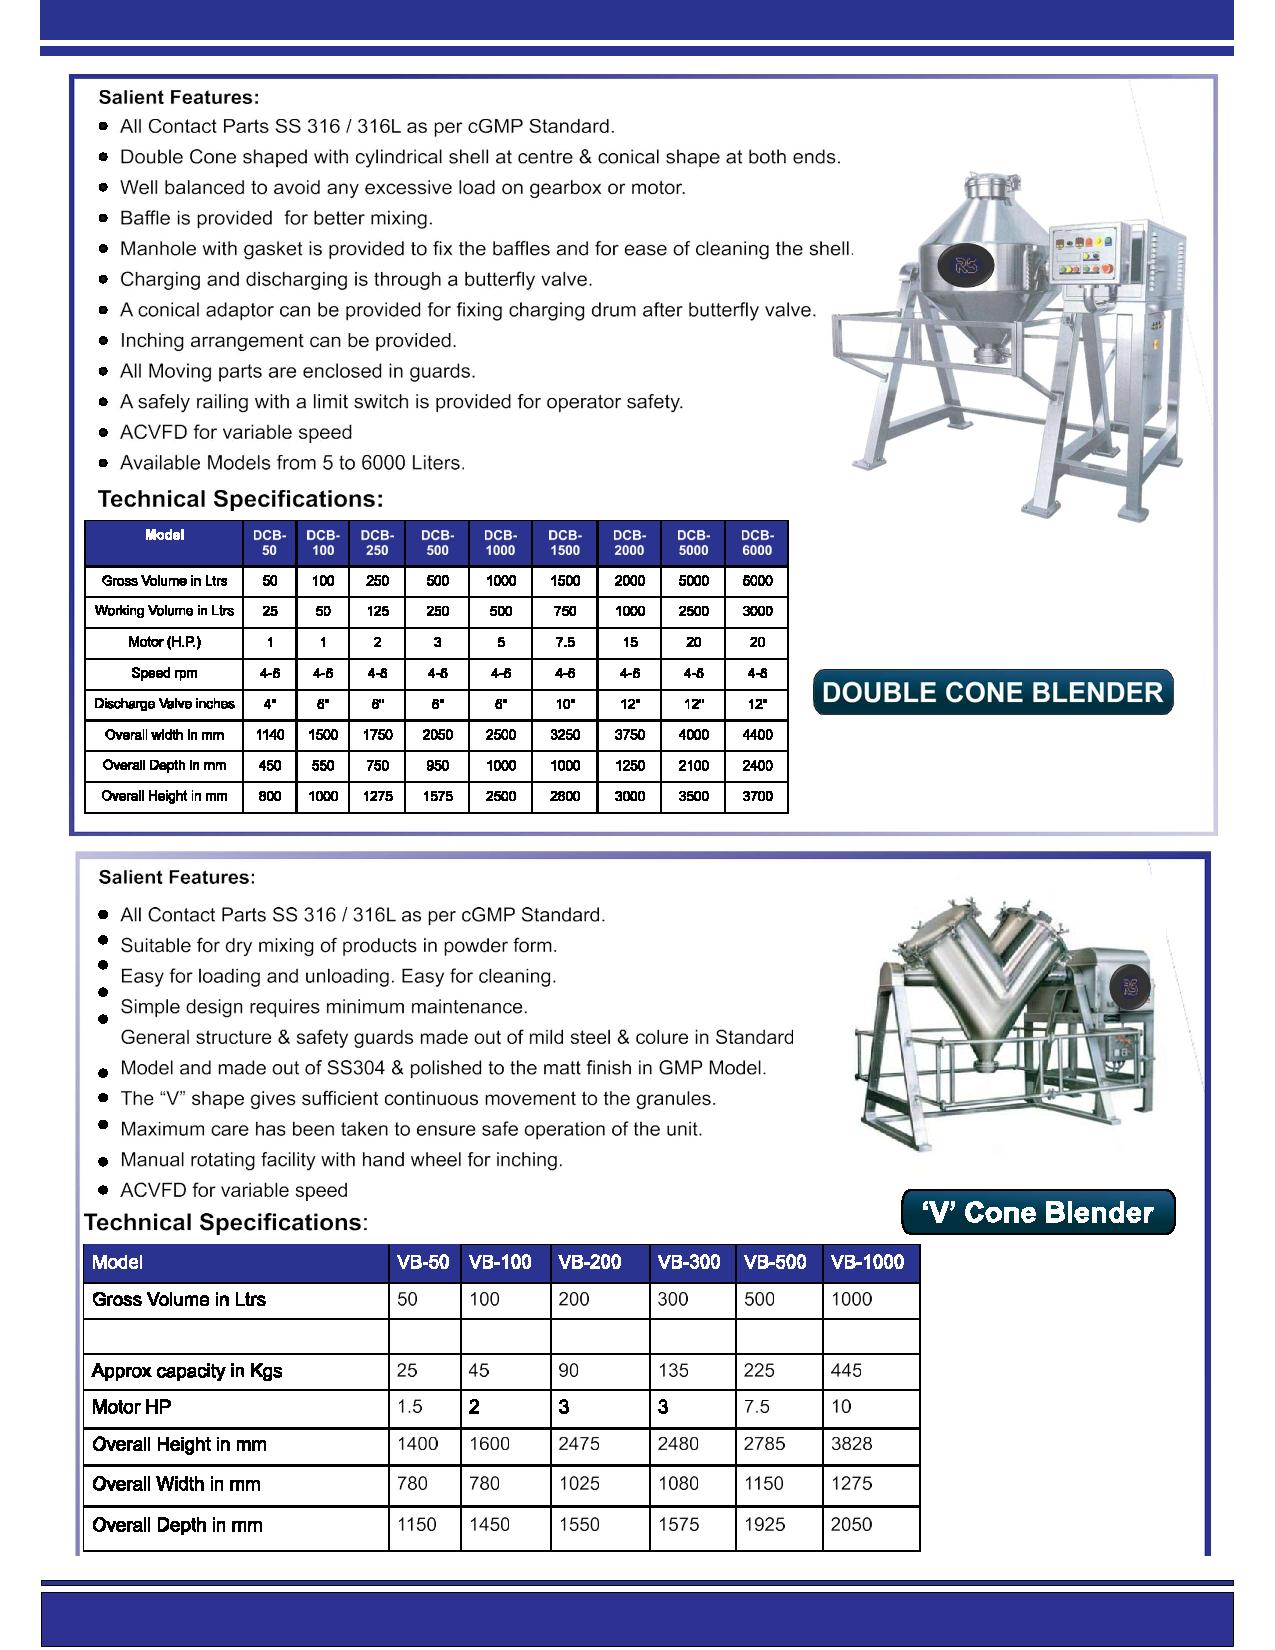 Salient Features:
All Contact Parts SS 316 / 316L as per cGMP Standard.
Double Cone shaped with cylindrical shell at centre & conical shape at both ends.
Well balanced to avoid any excessive load on gearbox or motor.
Baffle is provided for better mixing.
Manhole with gasket is provided to fix the baffles and for ease of cleaning the shell.
Charging and discharging is through a butterfly valve.
A conical adaptor can be provided for fixing charging drum after butterfly valve.
Inching arrangement can be provided.
All Moving parts are enclosed in guards.
A safely railing with a limit switch is provided for operator safety.
ACVFD for variable speed
Available Models from 5 to 6000 Liters.
RS
Technical Specifications:
Model DCB-50 DCB-100 DCB-250 DCB-500 DCB-1000 DCB-1500 DCB-2000 DCB-5000 DCB-6000
Gross Volume in Ltrs 50 100 250 500 1000 1500 2000 5000 6000
Working Volume in Ltrs 25 50 125 250 500 750 1000 2500 3000
Motor (H.P.) 1 1 2 3 5 7.5 15 20 20
Speed rpm 4-6 4-6 4-6 4-6 4-6 4-6 4-6 4-6 4-6
Discharge Valve inches 4" 6" 6" 6" 6" 10" 12" 12" 12"
Overall width in mm 1140 1500 1750 2050 2500 3250 3750 4000 4400
Overall Depth in mm 450 550 750 950 1000 1000 1250 2100 2400
Overall Height in mm 800 1000 1275 1575 2500 2800 3000 3500 3700
DOUBLE CONE BLENDER
Salient Features:
All Contact Parts SS 316 / 316L as per cGMP Standard.
Suitable for dry mixing of products in powder form.
Easy for loading and unloading. Easy for cleaning.
Simple design requires minimum maintenance.
General structure & safety guards made out of mild steel & colure in Standard
Model and made out of SS304 & polished to the matt finish in GMP Model.
The “V” shape gives sufficient continuous movement to the granules.
Maximum care has been taken to ensure safe operation of the unit.
Manual rotating facility with hand wheel for inching.
ACVFD for variable speed
RS
‘V’ Cone Blender
Technical Specifications:
Model VB-50 VB-100 VB-200 VB-300 VB-500 VB-1000
Gross Volume in Ltrs 50 100 200 300 500 1000
Approx capacity in Kgs 25 45 90 135 225 445
Motor HP 1.5 2 3 3 7.5 10
Overall Height in mm 1400 1600 2475 2480 2785 3828
Overall Width in mm 780 780 1025 1080 1150 1275
Overall Depth in mm 1150 1450 1550 1575 1925 2050